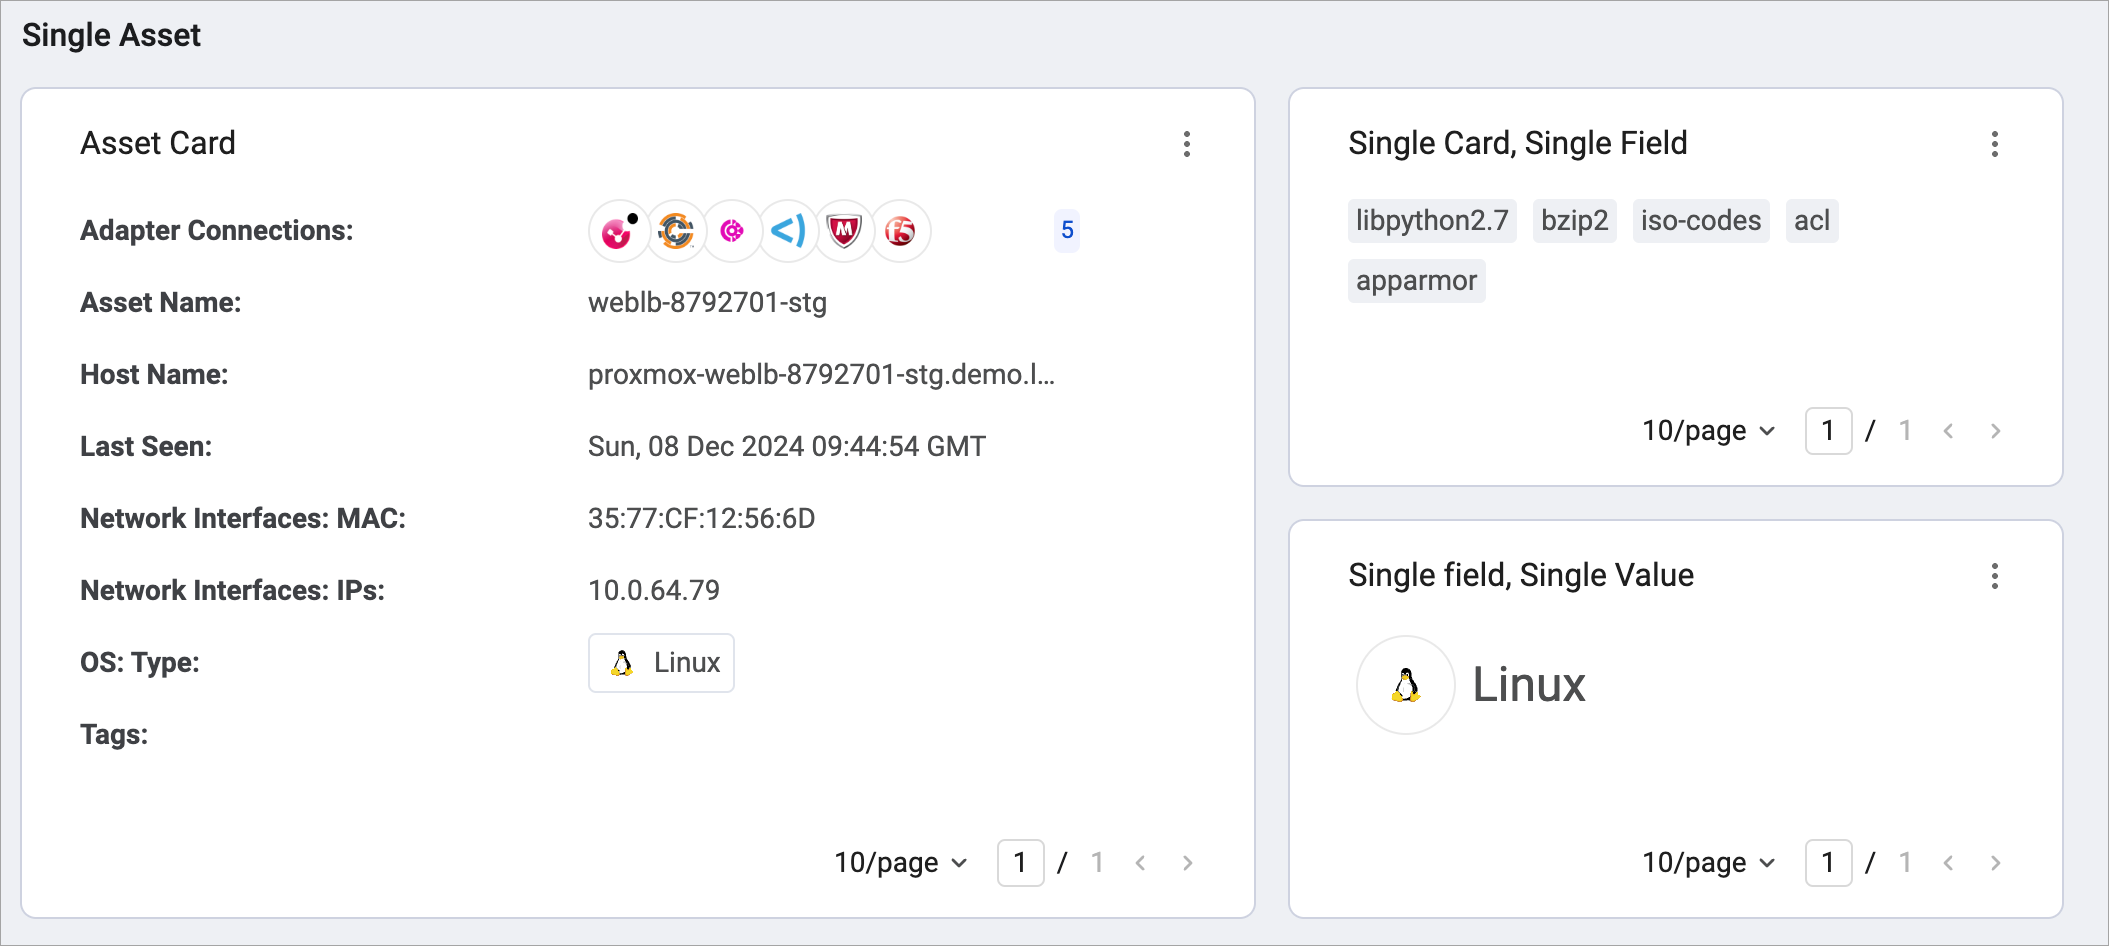 Single Asset
Asset Card
Adapter Connections: 5
Asset Name: weblb-8792701-stg
Host Name: proxmox-weblb-8792701-stg.demo.l...
Last Seen: Sun, 08 Dec 2024 09:44:54 GMT
Network Interfaces: MAC: 35:77:CF:12:56:6D
Network Interfaces: IPs: 10.0.64.79
OS: Type: Linux
Tags:
10/page 1 / 1
Single Card, Single Field
libpython2.7 bzip2 iso-codes acl
apparmor
10/page 1 / 1
Single field, Single Value
Linux
10/page 1 / 1